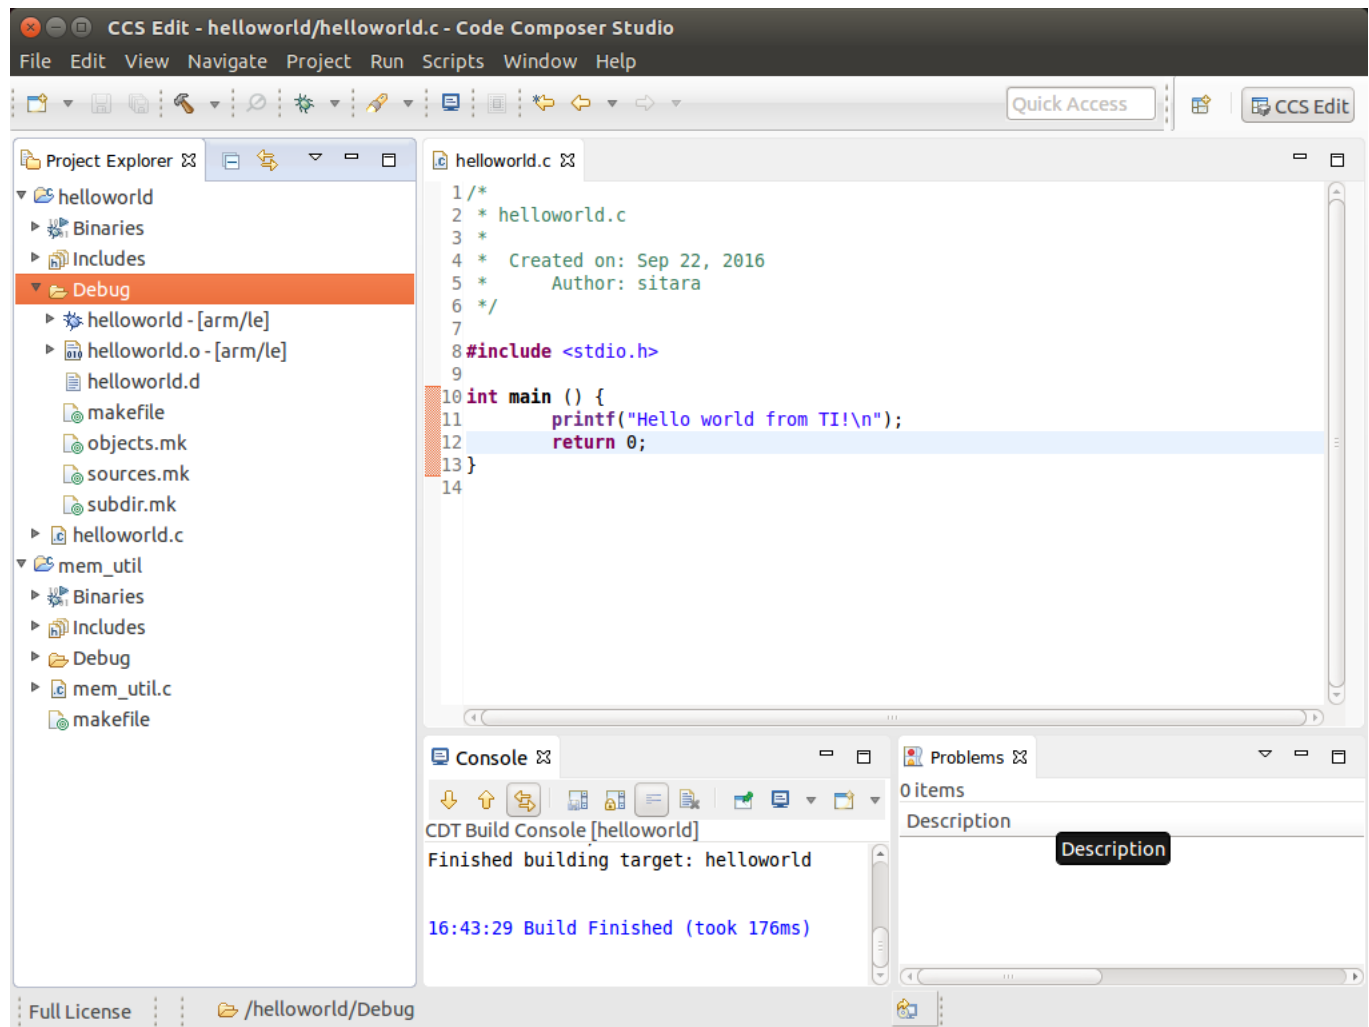 CCS Edit - helloworld/helloworld.c - Code Composer Studio
File Edit View Navigate Project Run Scripts Window Help
Quick Access
CCS Edit
Project Explorer
helloworld
Binaries
Includes
Debug
helloworld - [arm/le]
helloworld.o - [arm/le]
helloworld.d
makefile
objects.mk
sources.mk
subdir.mk
helloworld.c
mem_util
Binaries
Includes
Debug
mem_util.c
makefile
helloworld.c
1 /*
2  * helloworld.c
3  *
4  *  Created on: Sep 22, 2016
5  *      Author: sitara
6  */
7
8 #include <stdio.h>
9
10 int main () {
11         printf("Hello world from TI!\n");
12         return 0;
13 }
14
Console
CDT Build Console [helloworld]
Finished building target: helloworld
16:43:29 Build Finished (took 176ms)
Problems
0 items
Description
Description
Full License
/helloworld/Debug